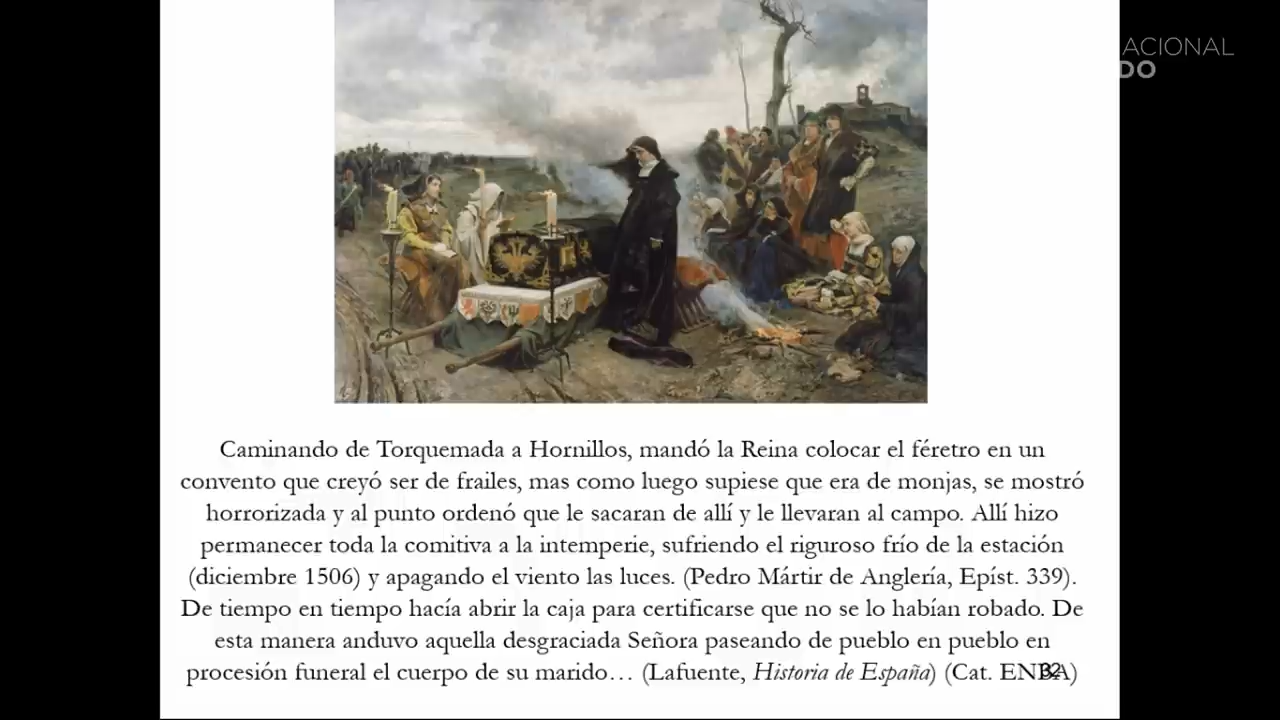 ACIONAL
DO
Caminando de Torquemada a Hornillos, mandó la Reina colocar el féretro en un
convento que creyó ser de frailes, mas como luego supiese que era de monjas, se mostró
horrorizada y al punto ordenó que le sacaran de allí y le llevaran al campo. Allí hizo
permanecer toda la comitiva a la intemperie, sufriendo el riguroso frío de la estación
(diciembre 1506) y apagando el viento las luces. (Pedro Mártir de Anglería, Epíst. 339).
De tiempo en tiempo hacía abrir la caja para certificarse que no se lo habían robado. De
esta manera anduvo aquella desgraciada Señora paseando de pueblo en pueblo en
procesión funeral el cuerpo de su marido… (Lafuente, Historia de España) (Cat. ENBA)
32